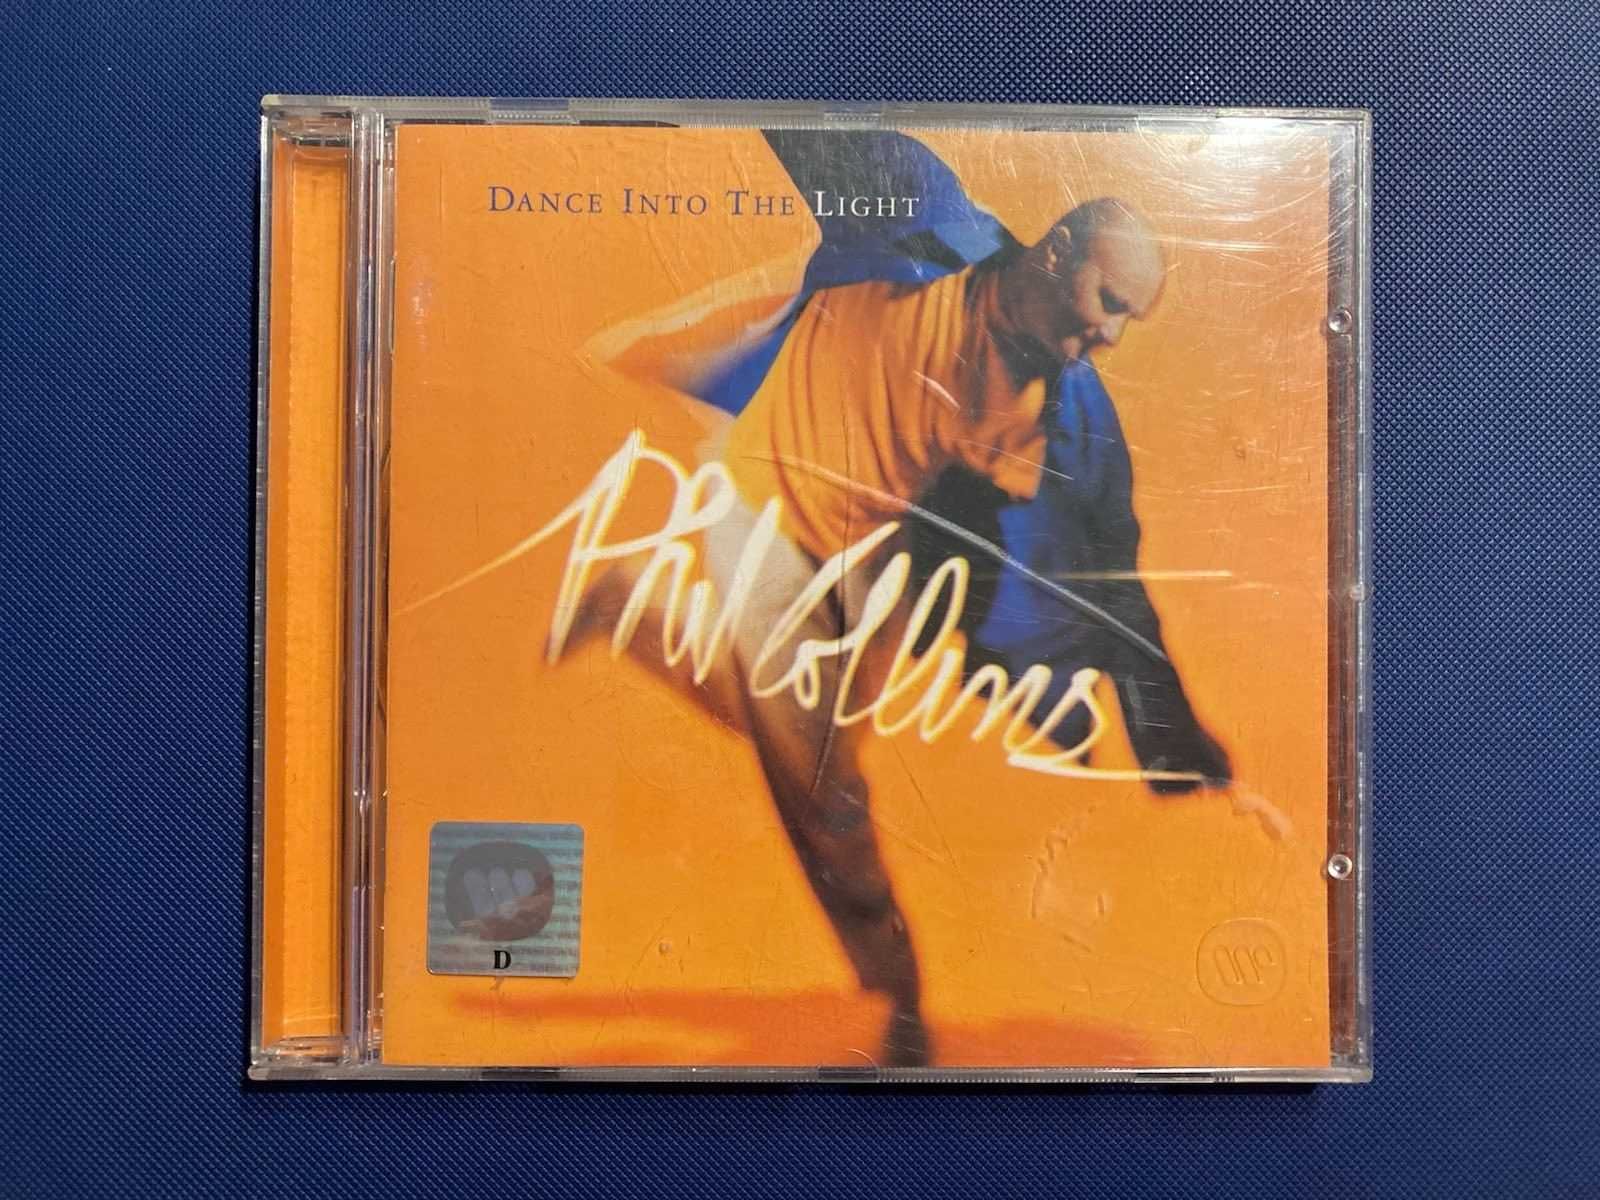 DANCE INTO THE LIGHT
Phil Collins
D